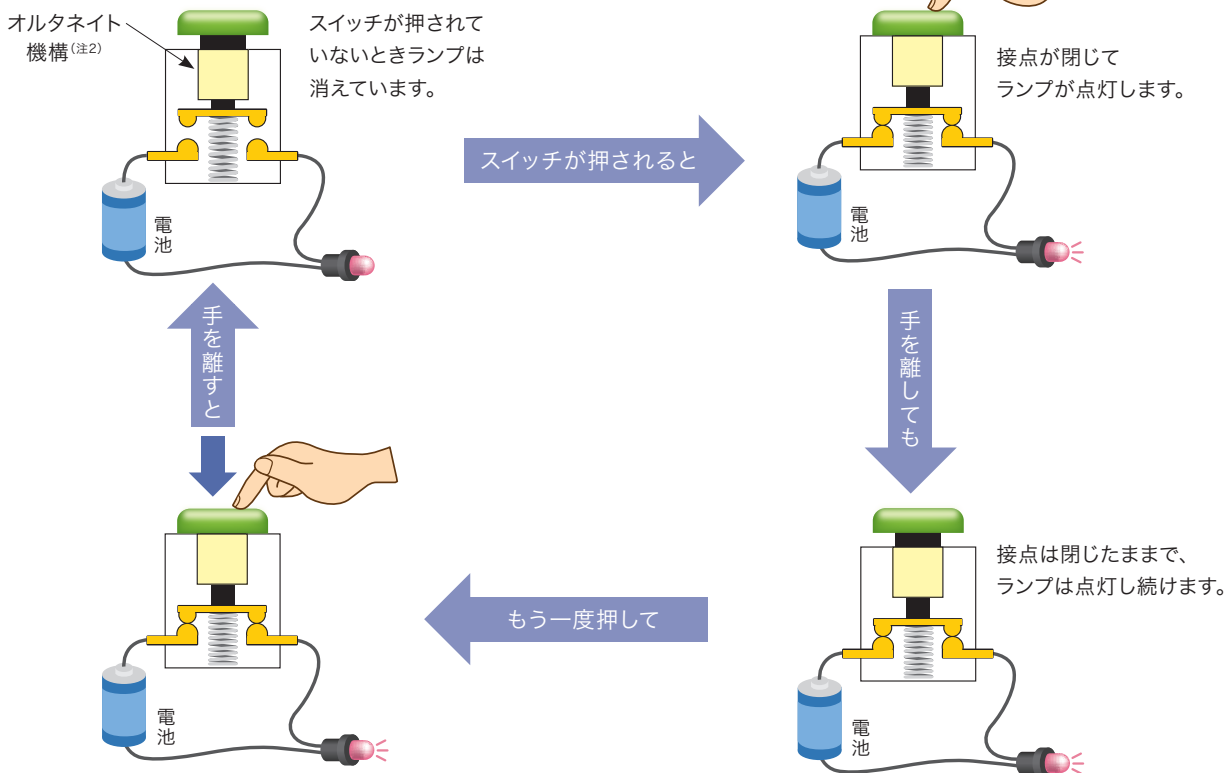 オルタネイト
機構(注2)
スイッチが押されて
いないときランプは
消えています。
電池
スイッチが押されると
接点が閉じて
ランプが点灯します。
電池
手を離しても
接点は閉じたままで、
ランプは点灯し続けます。
電池
もう一度押して
電池
手を離すと